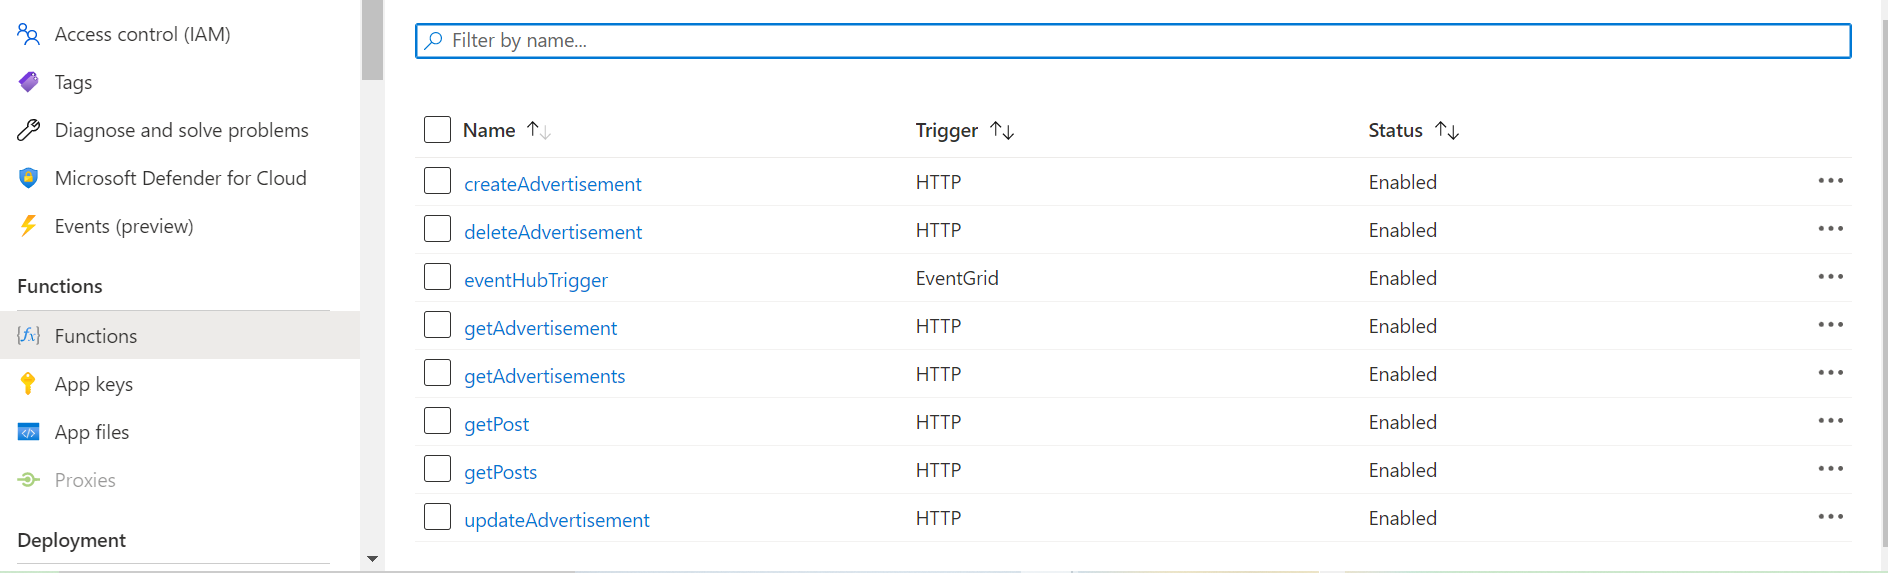 Access control (IAM)
Tags
Diagnose and solve problems
Microsoft Defender for Cloud
Events (preview)
Functions
Functions
App keys
App files
Proxies
Deployment
Filter by name...
Name Trigger Status
createAdvertisement HTTP Enabled
deleteAdvertisement HTTP Enabled
eventHubTrigger EventGrid Enabled
getAdvertisement HTTP Enabled
getAdvertisements HTTP Enabled
getPost HTTP Enabled
getPosts HTTP Enabled
updateAdvertisement HTTP Enabled